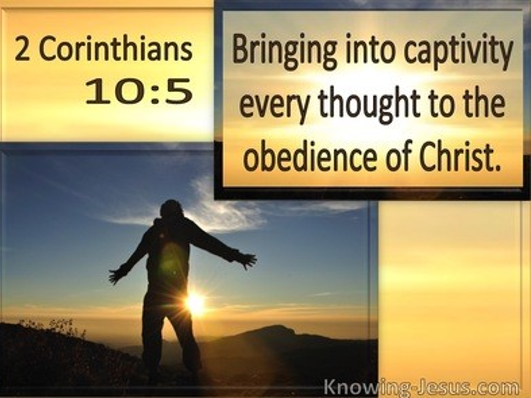 2 Corinthians
10:5
Bringing into captivity
every thought to the
obedience of Christ.
Knowing-Jesus.com